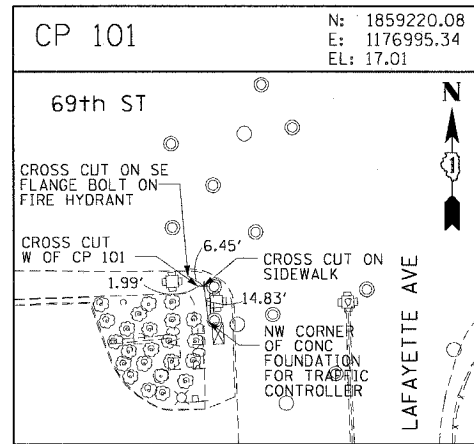 CP 101
N: 1859220.08
E: 1176995.34
EL: 17.01
69th ST
N
CROSS CUT ON SE
FLANGE BOLT ON
FIRE HYDRANT
CROSS CUT
W OF CP 101
6.45'
1.99'
CROSS CUT ON
SIDEWALK
14.83'
NW CORNER
OF CONC
FOUNDATION
FOR TRAFFIC
CONTROLLER
LAFAYETTE AVE
1